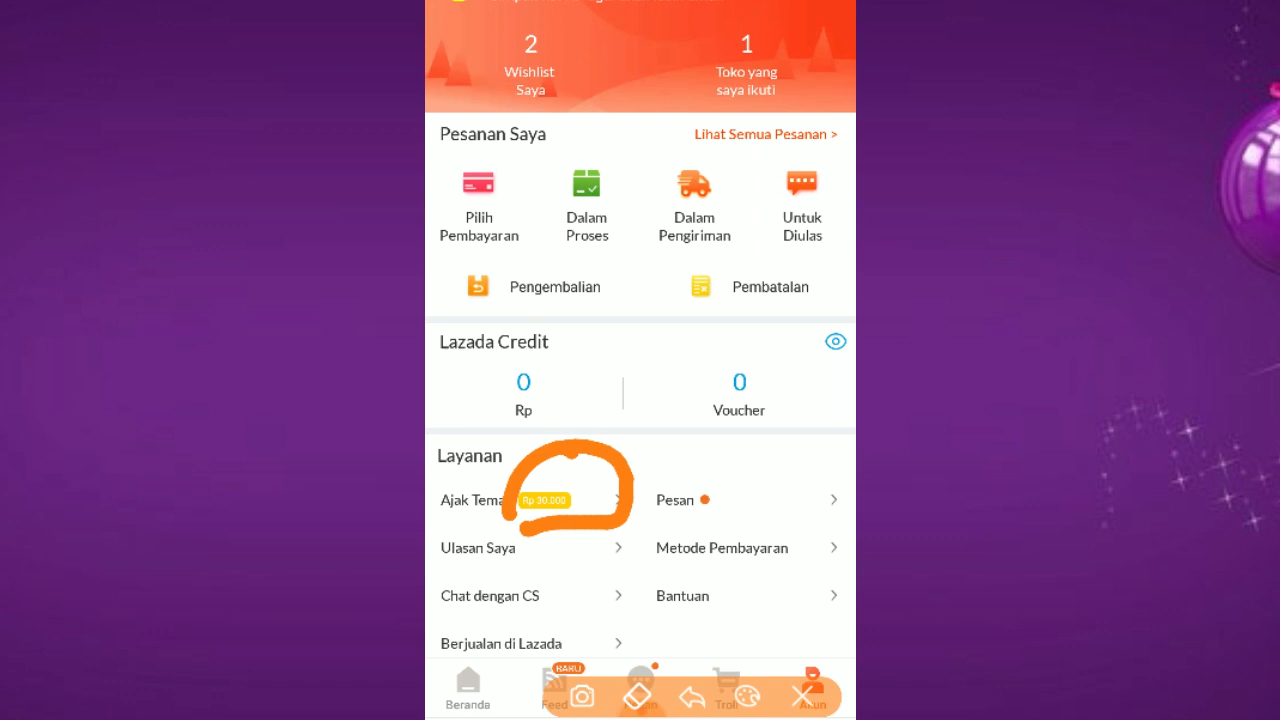 2
1
Wishlist
Saya
Toko yang
saya ikuti
Pesanan Saya
Lihat Semua Pesanan >
Pilih
Pembayaran
Dalam
Proses
Dalam
Pengiriman
Untuk
Diulas
Pengembalian
Pembatalan
Lazada Credit
0
0
Rp
Voucher
Layanan
Ajak Rp 30.000
Pesan
Ulasan Saya
Metode Pembayaran
Chat dengan CS
Bantuan
Berjualan di Lazada
BARU
Beranda
Feed
Akun